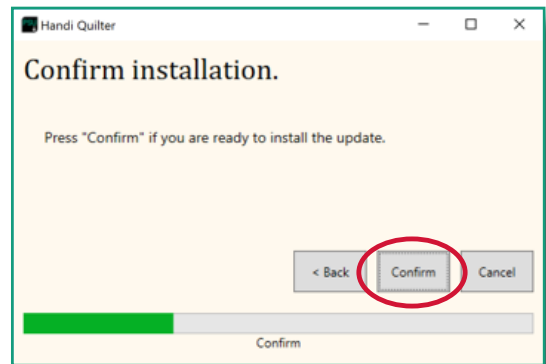 Handi Quilter
Confirm installation.
Press "Confirm" if you are ready to install the update.
< Back Confirm Cancel
Confirm